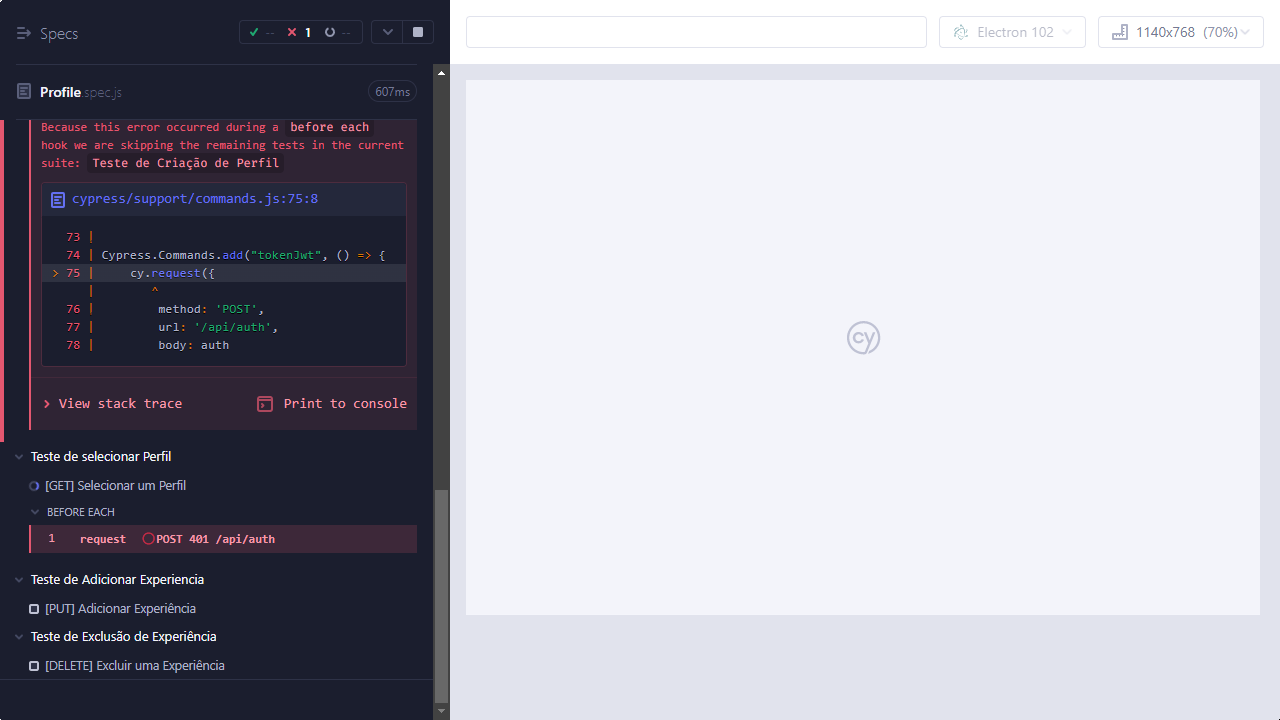 Specs
-- 1 --
Electron 102
1140x768 (70%)
Profile spec.js
607ms
Because this error occurred during a before each
hook we are skipping the remaining tests in the current
suite: Teste de Criação de Perfil
cypress/support/commands.js:75:8
73 |
74 | Cypress.Commands.add("tokenJwt", () => {
> 75 |     cy.request({
|        ^
76 |         method: 'POST',
77 |         url: '/api/auth',
78 |         body: auth
View stack trace
Print to console
cy
Teste de selecionar Perfil
[GET] Selecionar um Perfil
BEFORE EACH
1 request POST 401 /api/auth
Teste de Adicionar Experiencia
[PUT] Adicionar Experiência
Teste de Exclusão de Experiência
[DELETE] Excluir uma Experiência